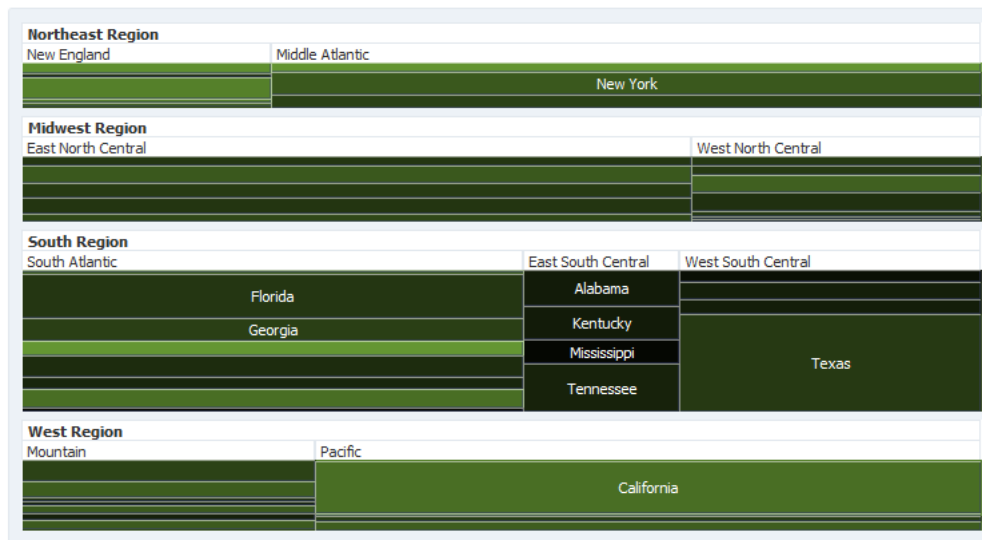 Northeast Region
New England Middle Atlantic
New York
Midwest Region
East North Central West North Central
South Region
South Atlantic East South Central West South Central
Alabama
Florida
Kentucky
Georgia
Mississippi
Texas
Tennessee
West Region
Mountain Pacific
California